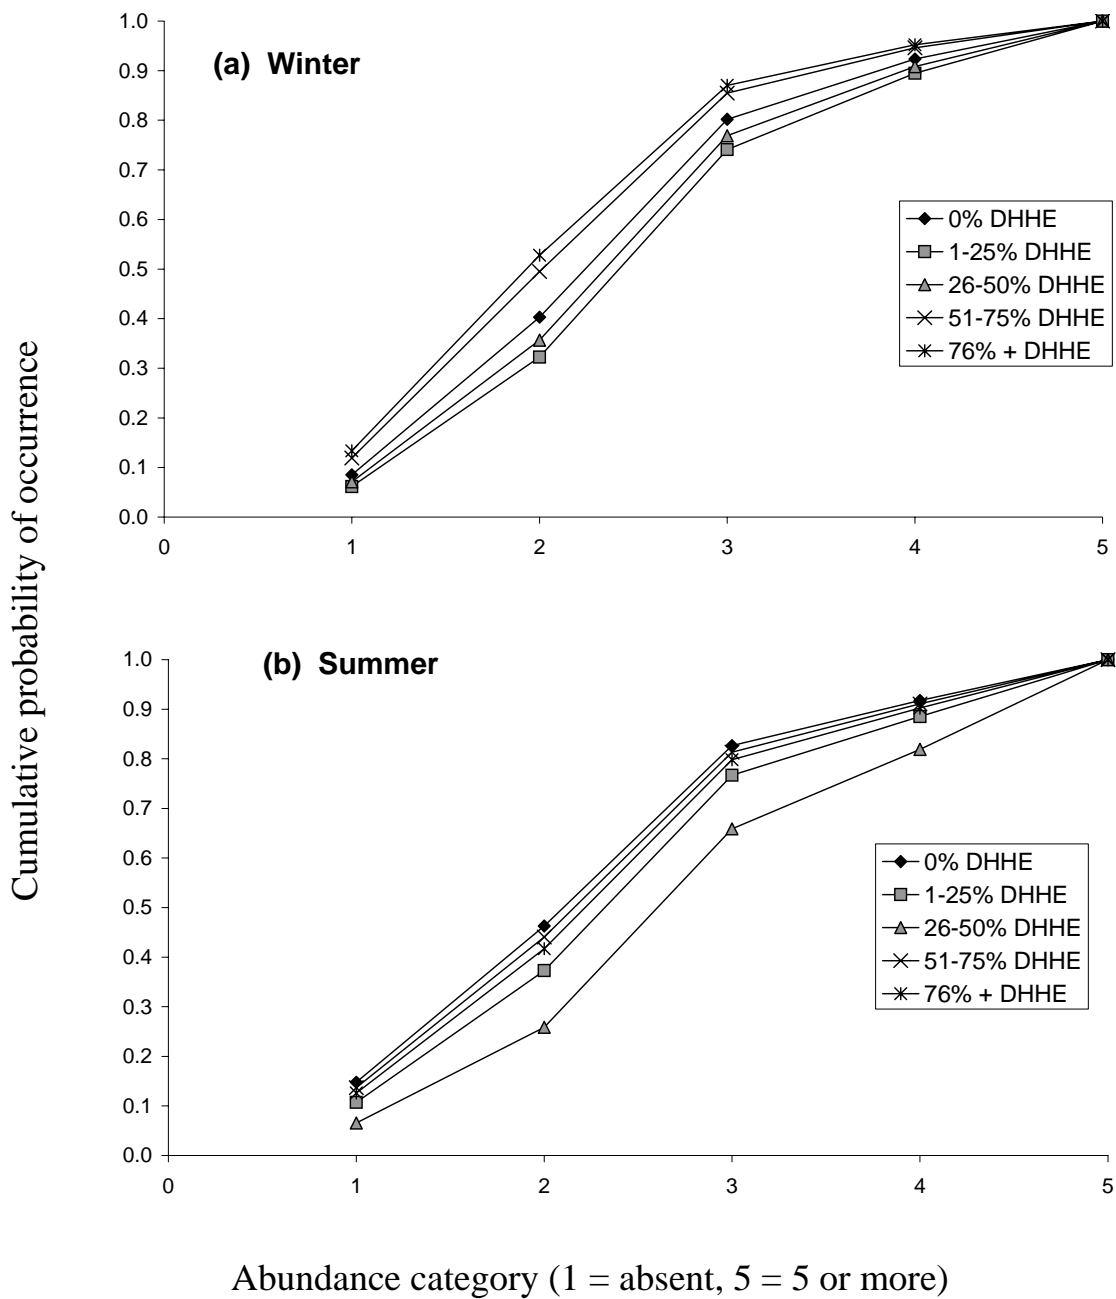 Cumulative probability of occurrence
(a) Winter
1.0
0.9
0.8
0.7
0.6
0.5
0.4
0.3
0.2
0.1
0.0
0 1 2 3 4 5
0% DHHE
1-25% DHHE
26-50% DHHE
51-75% DHHE
76% + DHHE
(b) Summer
1.0
0.9
0.8
0.7
0.6
0.5
0.4
0.3
0.2
0.1
0.0
0 1 2 3 4 5
0% DHHE
1-25% DHHE
26-50% DHHE
51-75% DHHE
76% + DHHE
Abundance category (1 = absent, 5 = 5 or more)